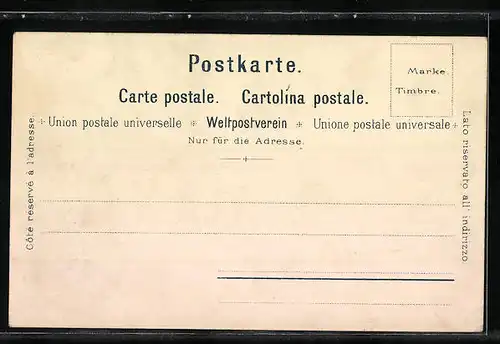 Postkarte.
Marke.
Timbre.
Carte postale. Cartolina postale.
Union postale universelle Weltpostverein Unione postale universale
Nur für die Adresse.
Côté reservé à l'adresse.
Lato riservato all' indirizzo